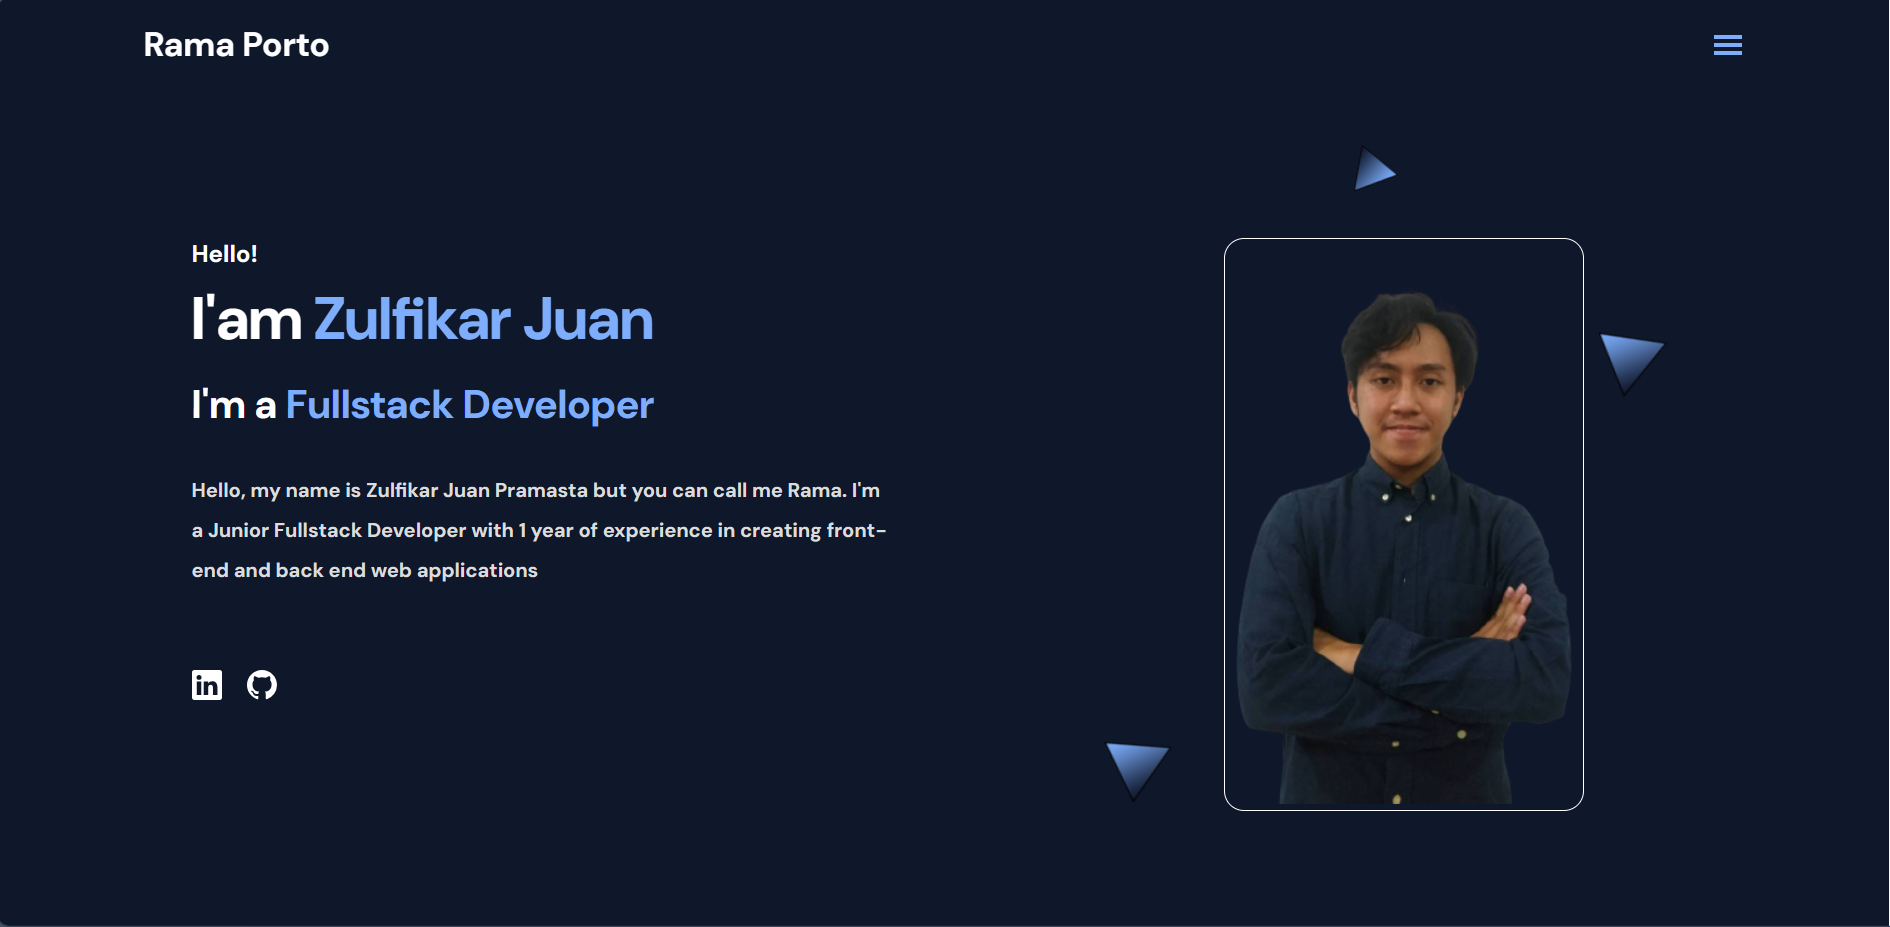 Rama Porto
Hello!
I'am Zulfikar Juan
I'm a Fullstack Developer
Hello, my name is Zulfikar Juan Pramasta but you can call me Rama. I'm
a Junior Fullstack Developer with 1 year of experience in creating front-
end and back end web applications
in